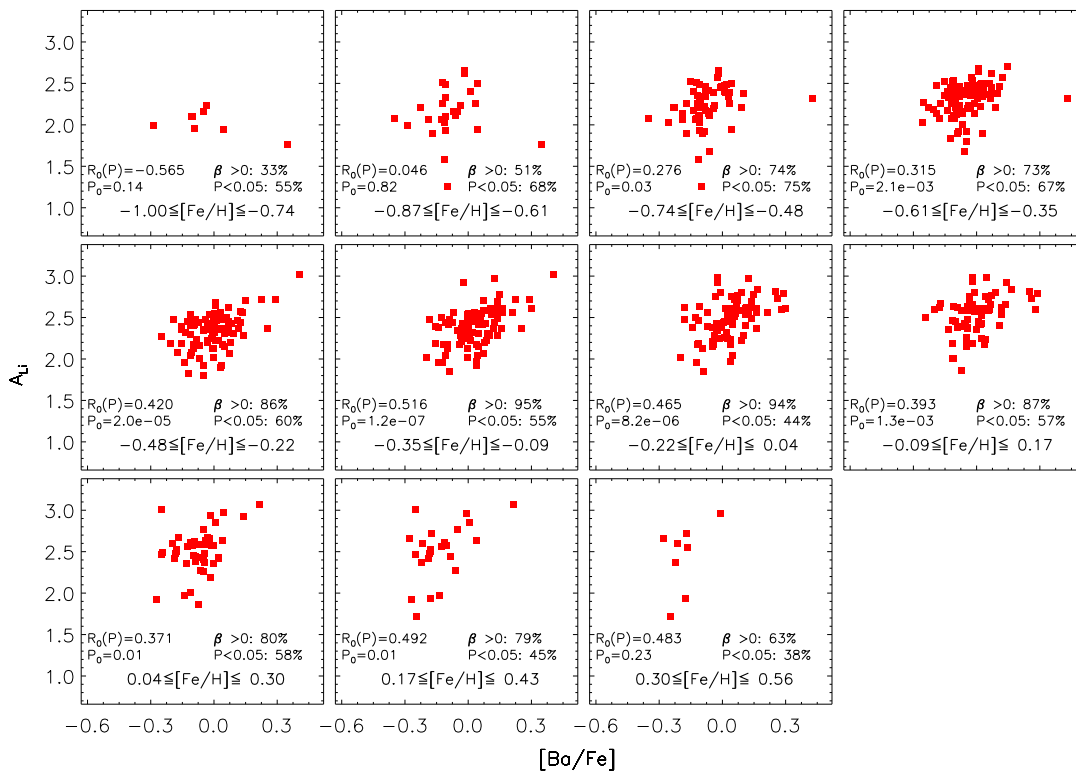 3.0
2.5
2.0
1.5
1.0
R₀(P)=−0.565 β >0: 33%
P₀=0.14 P<0.05: 55%
−1.00≤[Fe/H]≤−0.74
R₀(P)=0.046 β >0: 51%
P₀=0.82 P<0.05: 68%
−0.87≤[Fe/H]≤−0.61
R₀(P)=0.276 β >0: 74%
P₀=0.03 P<0.05: 75%
−0.74≤[Fe/H]≤−0.48
R₀(P)=0.315 β >0: 73%
P₀=2.1e−03 P<0.05: 67%
−0.61≤[Fe/H]≤−0.35
A_Li
3.0
2.5
2.0
1.5
1.0
R₀(P)=0.420 β >0: 86%
P₀=2.0e−05 P<0.05: 60%
−0.48≤[Fe/H]≤−0.22
R₀(P)=0.516 β >0: 95%
P₀=1.2e−07 P<0.05: 55%
−0.35≤[Fe/H]≤−0.09
R₀(P)=0.465 β >0: 94%
P₀=8.2e−06 P<0.05: 44%
−0.22≤[Fe/H]≤ 0.04
R₀(P)=0.393 β >0: 87%
P₀=1.3e−03 P<0.05: 57%
−0.09≤[Fe/H]≤ 0.17
3.0
2.5
2.0
1.5
1.0
R₀(P)=0.371 β >0: 80%
P₀=0.01 P<0.05: 58%
0.04≤[Fe/H]≤ 0.30
R₀(P)=0.492 β >0: 79%
P₀=0.01 P<0.05: 45%
0.17≤[Fe/H]≤ 0.43
R₀(P)=0.483 β >0: 63%
P₀=0.23 P<0.05: 38%
0.30≤[Fe/H]≤ 0.56
−0.6 −0.3 0.0 0.3 −0.6 −0.3 0.0 0.3 −0.6 −0.3 0.0 0.3 −0.6 −0.3 0.0 0.3
[Ba/Fe]